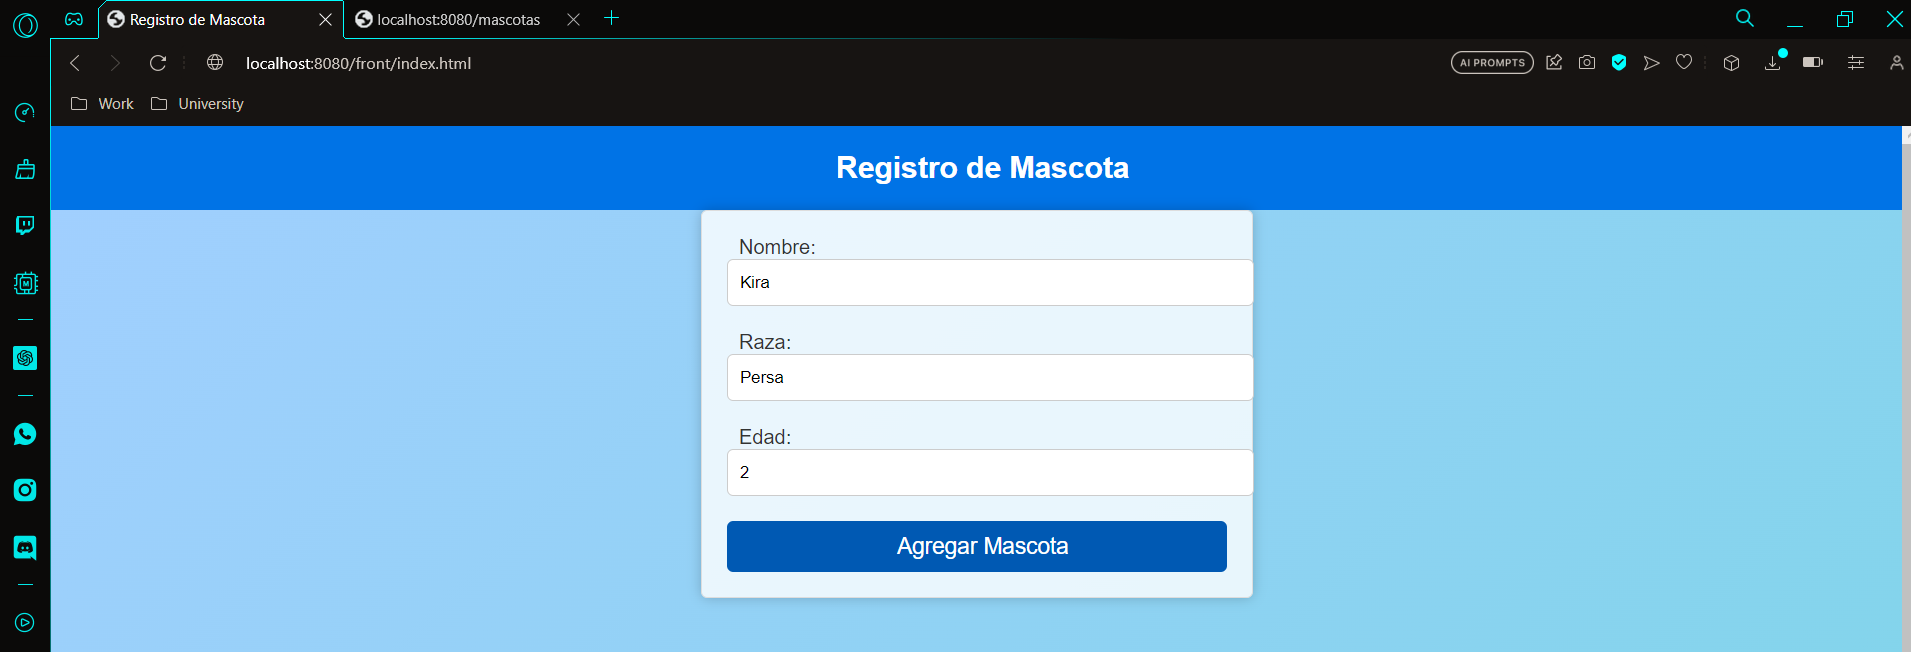 Registro de Mascota
localhost:8080/mascotas
localhost:8080/front/index.html
AI PROMPTS
Work
University
Registro de Mascota
Nombre:
Kira
Raza:
Persa
Edad:
2
Agregar Mascota